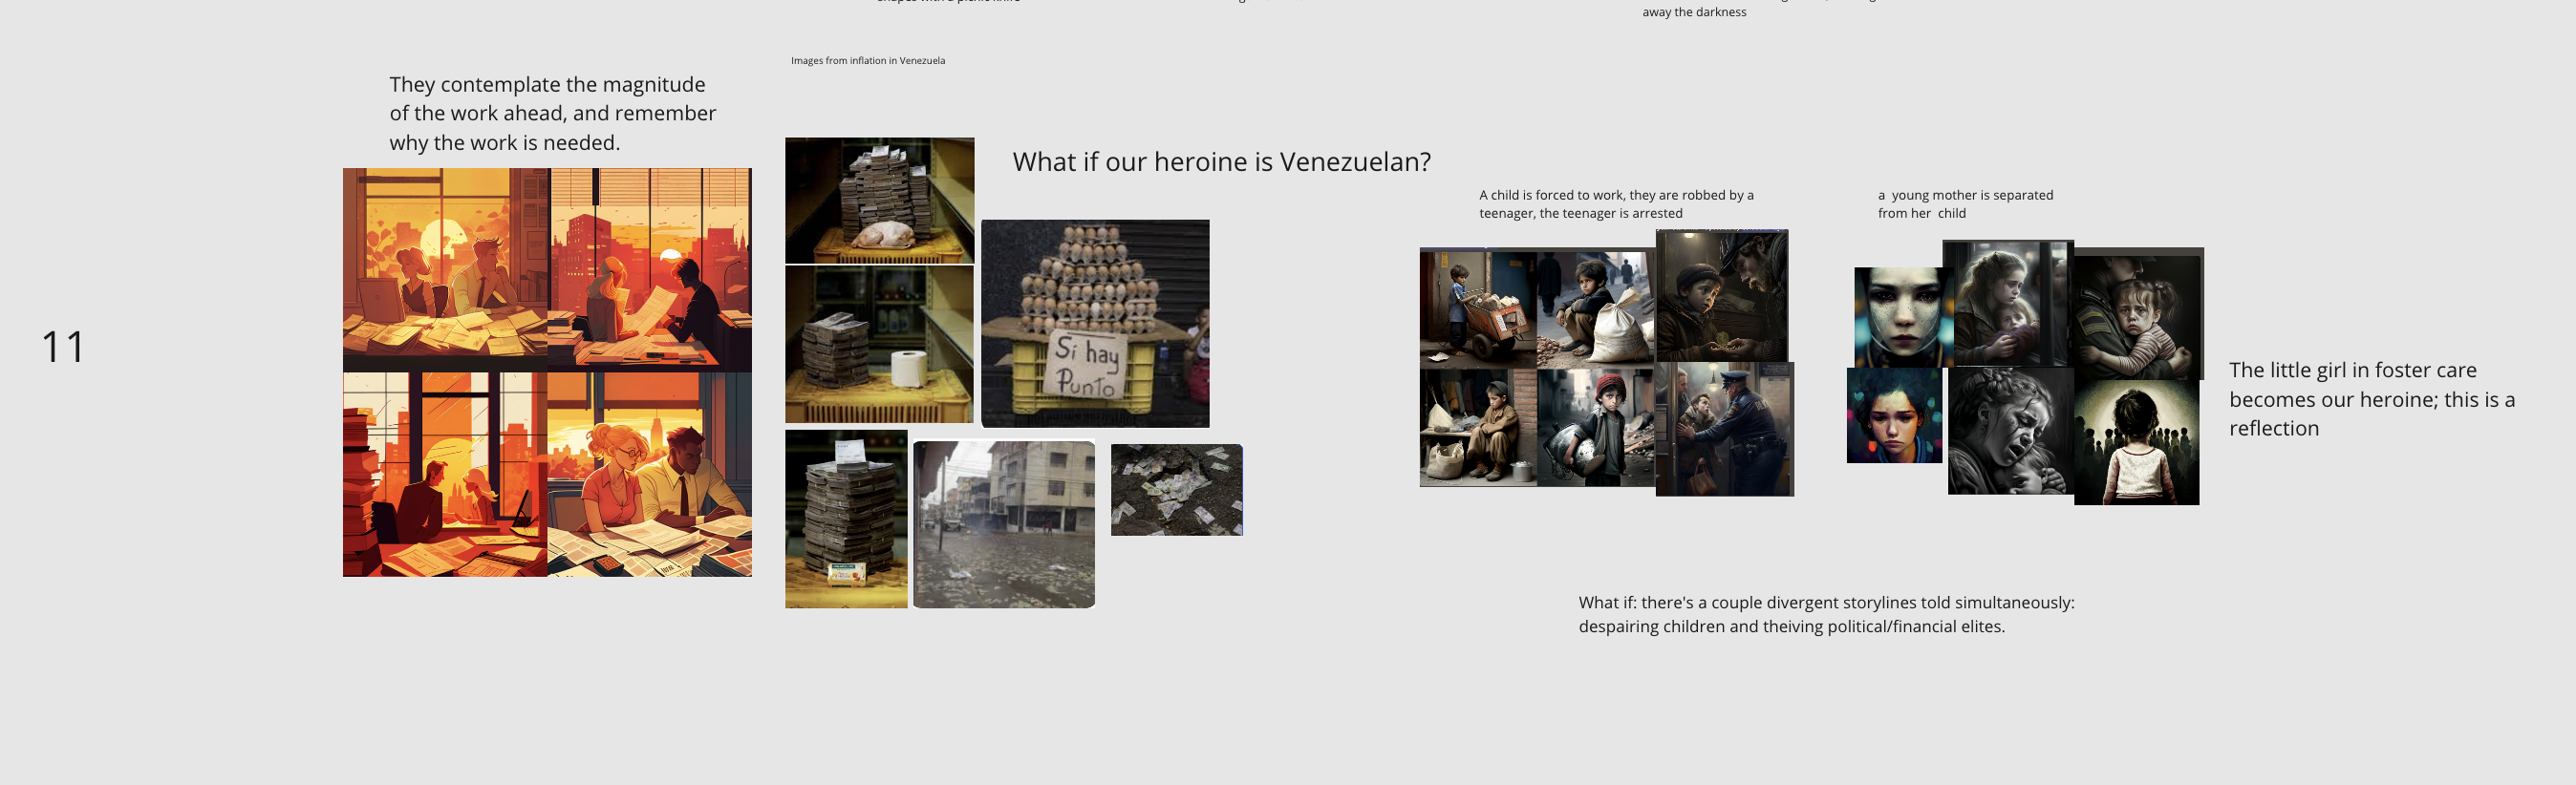 away the darkness
Images from inflation in Venezuela
They contemplate the magnitude
of the work ahead, and remember
why the work is needed.
What if our heroine is Venezuelan?
A child is forced to work, they are robbed by a
teenager, the teenager is arrested
a  young mother is separated
from her  child
Si hay
Punto
11
The little girl in foster care
becomes our heroine; this is a
reflection
What if: there's a couple divergent storylines told simultaneously:
despairing children and theiving political/financial elites.